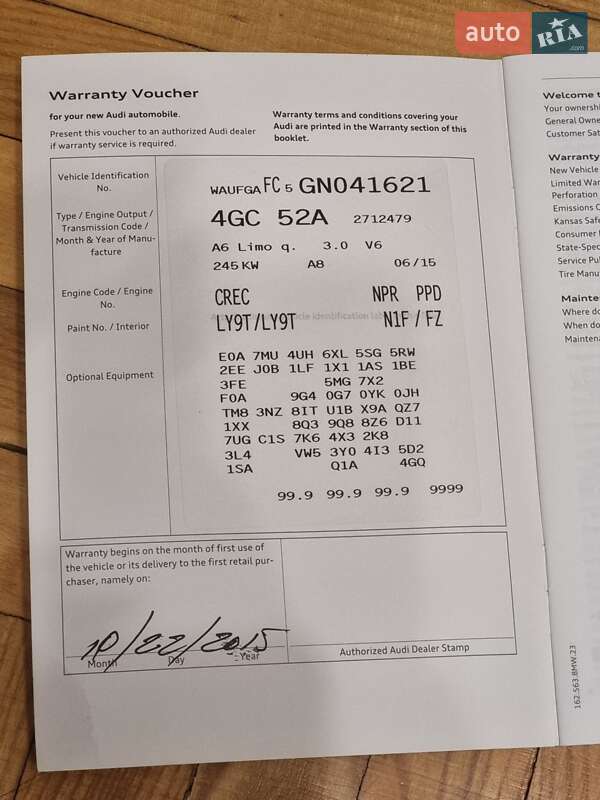 auto RIA .com
Warranty Voucher
for your new Audi automobile.
Present this voucher to an authorized Audi dealer
if warranty service is required.
Warranty terms and conditions covering your
Audi are printed in the Warranty section of this
booklet.
Vehicle Identification
No.
WAUFGA FC 5 GN041621
Type / Engine Output /
Transmission Code /
Month & Year of Manu-
facture
4GC 52A 2712479
A6 Limo q. 3.0 V6
245 KW A8 06/15
Engine Code / Engine
No.
CREC NPR PPD
Paint No. / Interior
LY9T/LY9T N1F / FZ
Optional Equipment
E0A 7MU 4UH 6XL 5SG 5RW
2EE J0B 1LF 1X1 1AS 1BE
3FE 5MG 7X2
F0A 9G4 0G7 0YK 0JH
TM8 3NZ 8IT U1B X9A QZ7
1XX 8Q3 9Q8 8Z6 D11
7UG C1S 7K6 4X3 2K8
3L4 VW5 3Y0 4I3 5D2
1SA Q1A 4GQ
99.9 99.9 99.9 9999
Warranty begins on the month of first use of
the vehicle or its delivery to the first retail pur-
chaser, namely on:
10/22/2015
Month Day Year
Authorized Audi Dealer Stamp
Welcome t
Your ownershi
General Owne
Customer Sat
Warranty
New Vehicle
Limited War
Perforation
Emissions C
Kansas Safe
Consumer
State-Spec
Service Pu
Tire Manu
Mainte
Where do
When do
Maintena
162.563.BMW.23